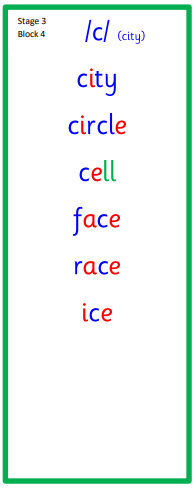 Stage 3
Block 4
/c/ (city)
city
circle
cell
face
race
ice